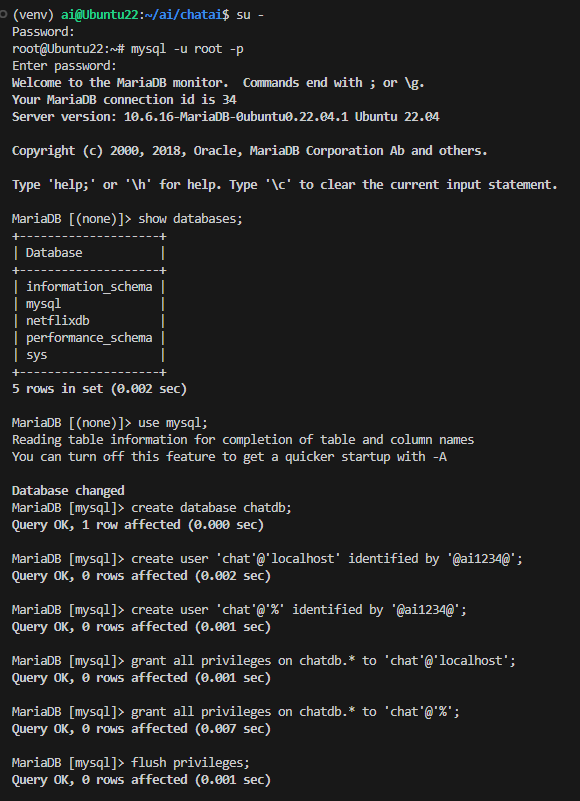 (venv) ai@Ubuntu22:~/ai/chatai$ su -
Password:
root@Ubuntu22:~# mysql -u root -p
Enter password:
Welcome to the MariaDB monitor.  Commands end with ; or \g.
Your MariaDB connection id is 34
Server version: 10.6.16-MariaDB-0ubuntu0.22.04.1 Ubuntu 22.04

Copyright (c) 2000, 2018, Oracle, MariaDB Corporation Ab and others.

Type 'help;' or '\h' for help. Type '\c' to clear the current input statement.

MariaDB [(none)]> show databases;
+--------------------+
| Database           |
+--------------------+
| information_schema |
| mysql              |
| netflixdb          |
| performance_schema |
| sys                |
+--------------------+
5 rows in set (0.002 sec)

MariaDB [(none)]> use mysql;
Reading table information for completion of table and column names
You can turn off this feature to get a quicker startup with -A

Database changed
MariaDB [mysql]> create database chatdb;
Query OK, 1 row affected (0.000 sec)

MariaDB [mysql]> create user 'chat'@'localhost' identified by '@ai1234@';
Query OK, 0 rows affected (0.002 sec)

MariaDB [mysql]> create user 'chat'@'%' identified by '@ai1234@';
Query OK, 0 rows affected (0.001 sec)

MariaDB [mysql]> grant all privileges on chatdb.* to 'chat'@'localhost';
Query OK, 0 rows affected (0.001 sec)

MariaDB [mysql]> grant all privileges on chatdb.* to 'chat'@'%';
Query OK, 0 rows affected (0.007 sec)

MariaDB [mysql]> flush privileges;
Query OK, 0 rows affected (0.001 sec)